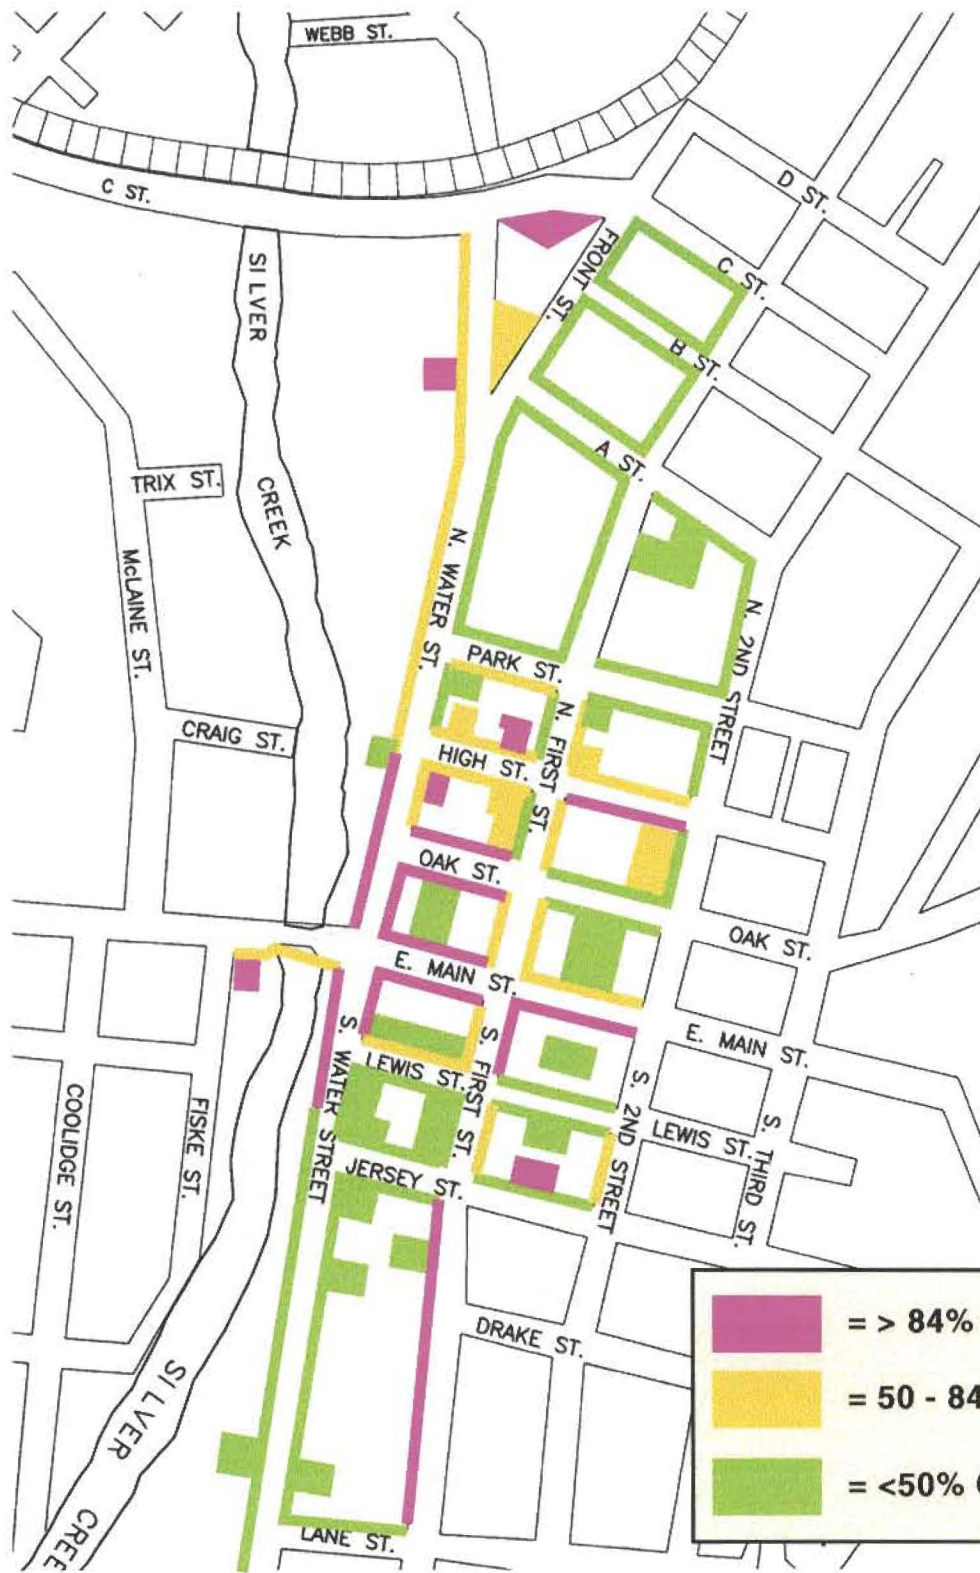 WEBB ST.
C ST.
D ST.
SILVER
FRONT ST.
C ST.
B ST.
A ST.
TRIX ST.
CREEK
McLAINE ST.
N. WATER ST.
N. 2ND STREET
PARK ST.
CRAIG ST.
N. FIRST ST.
HIGH ST.
OAK ST.
OAK ST.
E. MAIN ST.
E. MAIN ST.
S. WATER STREET
S. FIRST ST.
LEWIS ST.
S. 2ND STREET
LEWIS ST.
S. THIRD ST.
COOLIDGE ST.
FISKE ST.
JERSEY ST.
DRAKE ST.
SILVER
CREE
LANE ST.
= > 84%
= 50 - 84
= <50%